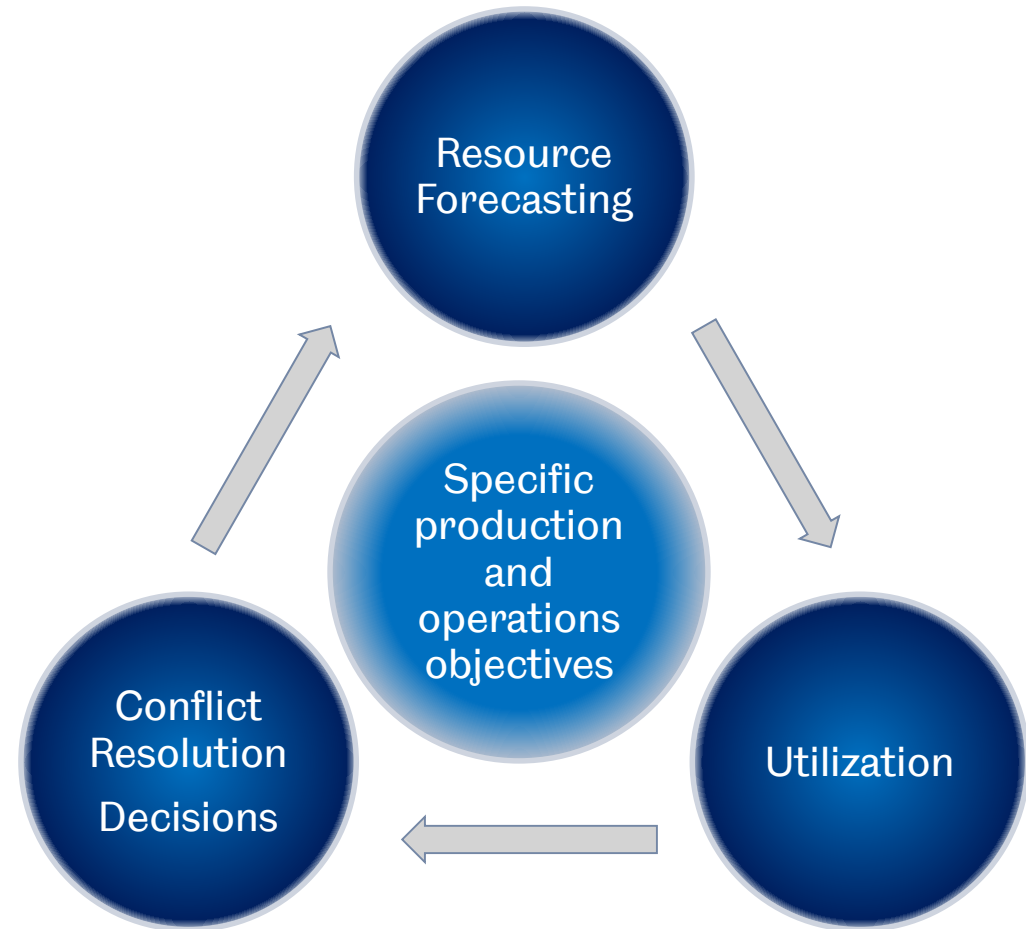 Resource
Forecasting
Specific
production
and
operations
objectives
Conflict
Resolution
Decisions
Utilization